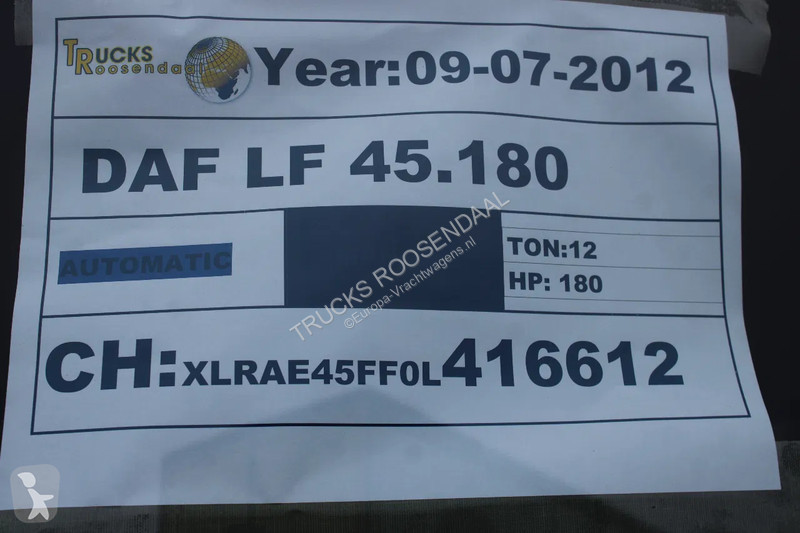 TRUCKS
Roosendaal
Year:09-07-2012
DAF LF 45.180
AUTOMATIC
TON:12
HP: 180
CH:XLRAE45FF0L416612
TRUCKS ROOSENDAAL
©Europa-Vrachtwagens.nl